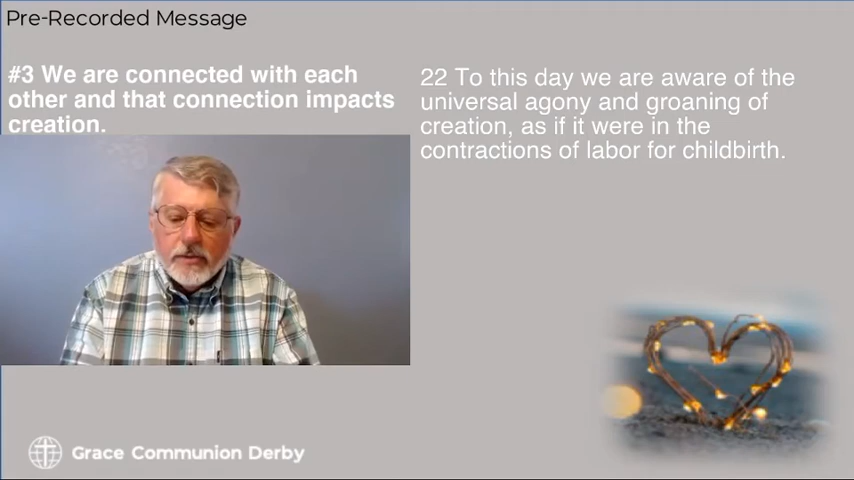 Pre-Recorded Message
#3 We are connected with each
other and that connection impacts
creation.
22 To this day we are aware of the
universal agony and groaning of
creation, as if it were in the
contractions of labor for childbirth.
Grace Communion Derby